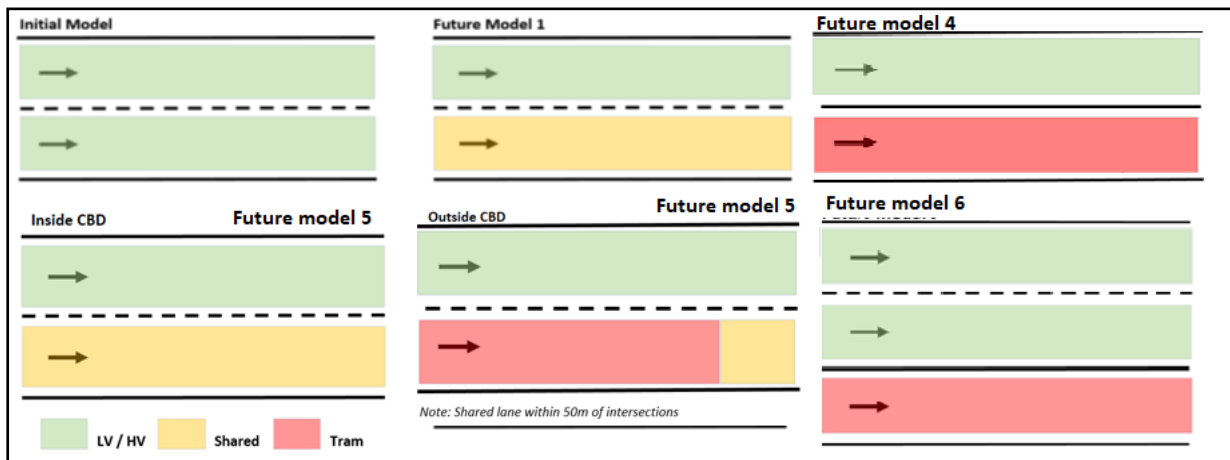 Initial Model
Future Model 1
Future model 4
Inside CBD
Future model 5
Outside CBD
Future model 5
Future model 6
Note: Shared lane within 50m of intersections
LV / HV
Shared
Tram